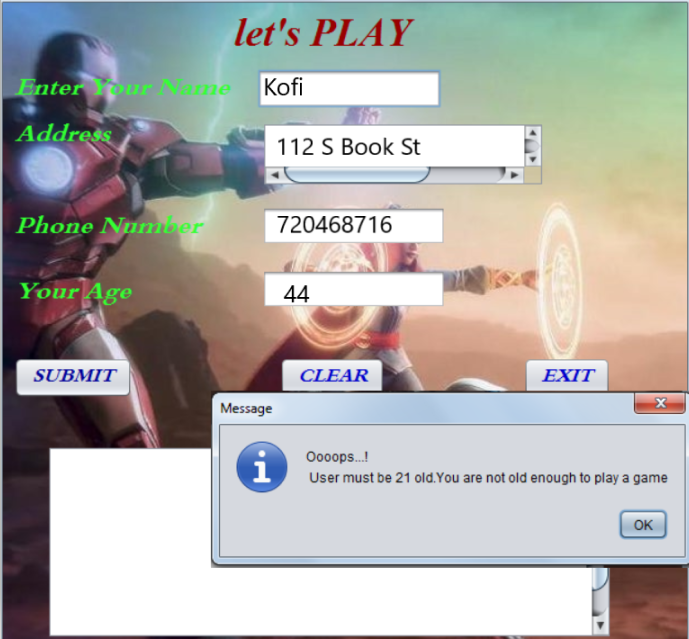 let's PLAY
Enter Your Name Kofi
Address 112 S Book St
Phone Number 720468716
Your Age 44
SUBMIT CLEAR EXIT
Message
Oooops...!
User must be 21 old.You are not old enough to play a game
OK